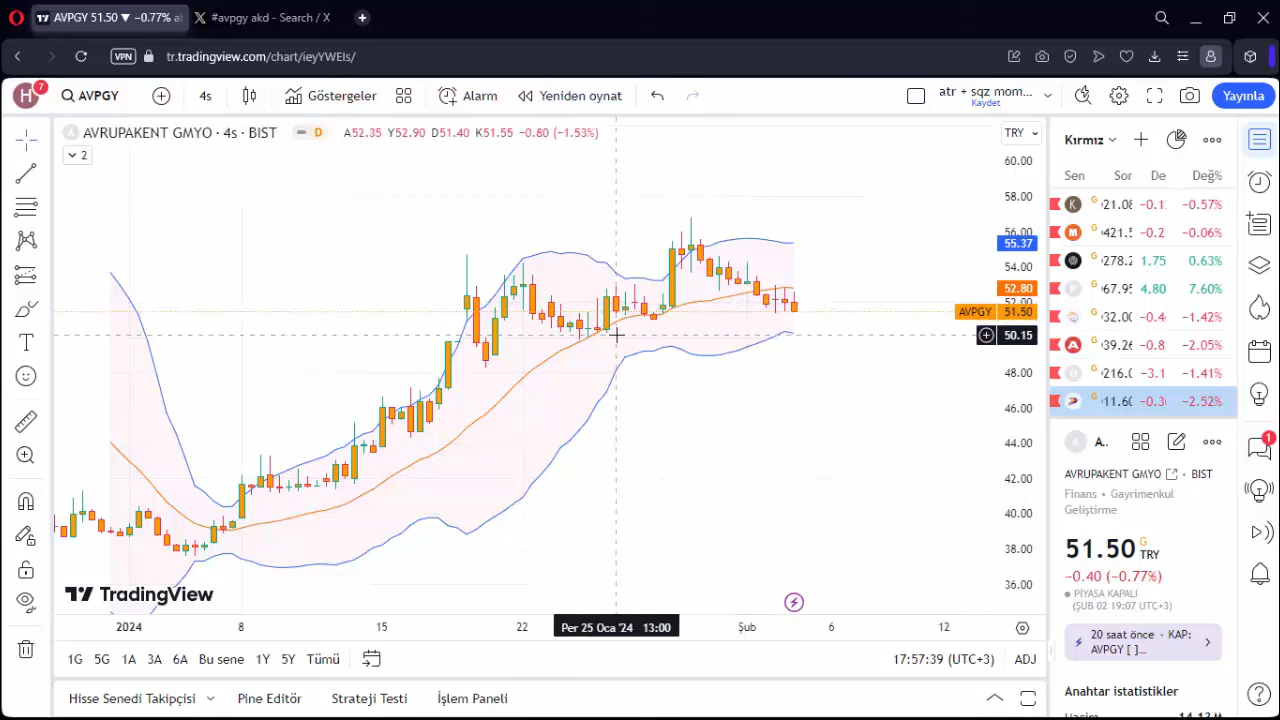 AVPGY 51.50 ▼ −0.77% al
#avpgy akd - Search / X
VPN
tr.tradingview.com/chart/ieyYWEIs/
H
7
AVPGY
4s
Göstergeler
Alarm
Yeniden oynat
atr + sqz mom...
Kaydet
Yayınla
AVRUPAKENT GMYO · 4s · BIST
D
A52.35 Y52.90 D51.40 K51.55 −0.80 (−1.53%)
2
TRY
60.00
58.00
56.00
55.37
54.00
52.80
52.00
AVPGY 51.50
50.15
48.00
46.00
44.00
42.00
40.00
38.00
36.00
TradingView
2024
8
15
22
Per 25 Oca '24 13:00
Şub
6
12
1G 5G 1A 3A 6A Bu sene 1Y 5Y Tümü
17:57:39 (UTC+3)
ADJ
Hisse Senedi Takipçisi
Pine Editör
Strateji Testi
İşlem Paneli
Kırmız
Sen Sor De Değ%
K G 21.08 −0.1 −0.57%
G 421.5 −0.2 −0.06%
G 278.2 1.75 0.63%
G 67.95 4.80 7.60%
G 32.00 −0.4 −1.42%
G 39.26 −0.8 −2.05%
G 216.0 −3.1 −1.41%
G 11.60 −0.30 −2.52%
A A.
AVRUPAKENT GMYO · BIST
Finans • Gayrimenkul
Geliştirme
51.50 G TRY
−0.40 (−0.77%)
PİYASA KAPALI
(ŞUB 02 19:07 UTC+3)
20 saat önce · KAP:
AVPGY [ ]...
Anahtar istatistikler
1